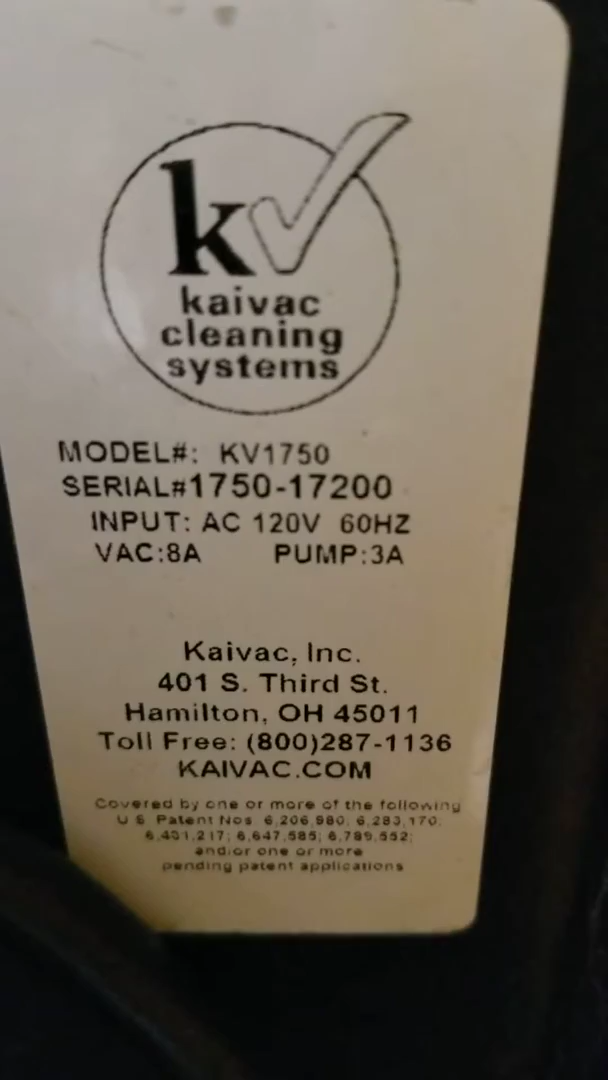 kv
kaivac
cleaning
systems
MODEL#: KV1750
SERIAL#1750-17200
INPUT: AC 120V 60HZ
VAC:8A PUMP:3A
Kaivac, Inc.
401 S. Third St.
Hamilton, OH 45011
Toll Free: (800)287-1136
KAIVAC.COM
Covered by one or more of the following
U.S. Patent Nos. 6,206,980; 6,283,170;
6,401,217; 6,647,585; 6,789,552;
and/or one or more
pending patent applications